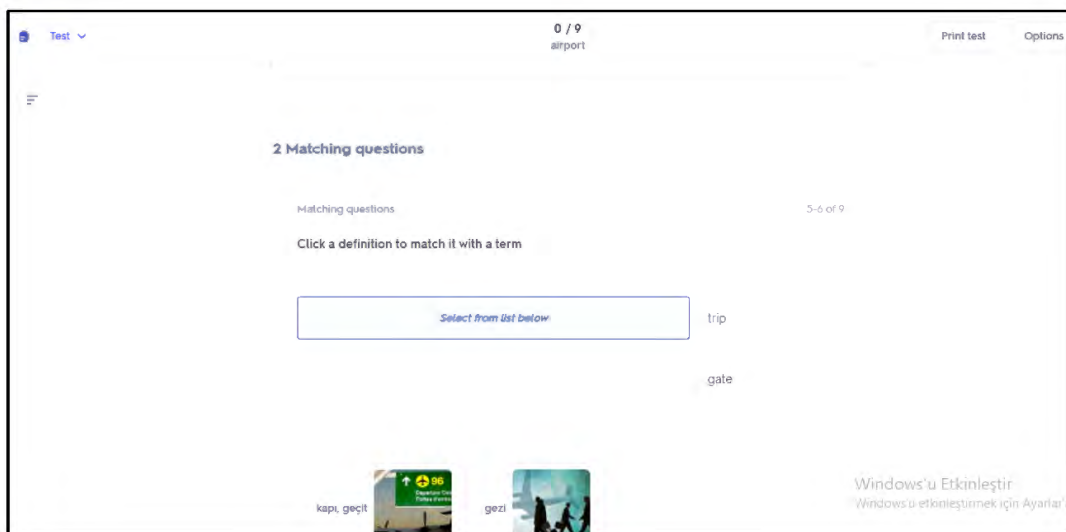 Test
0 / 9
airport
Print test
Options
2 Matching questions
Matching questions
5-6 of 9
Click a definition to match it with a term
Select from list below
trip
gate
kapı, geçit
96
gezi
Windows'u Etkinleştir
Windows'u etkinleştirmek için Ayarlar'